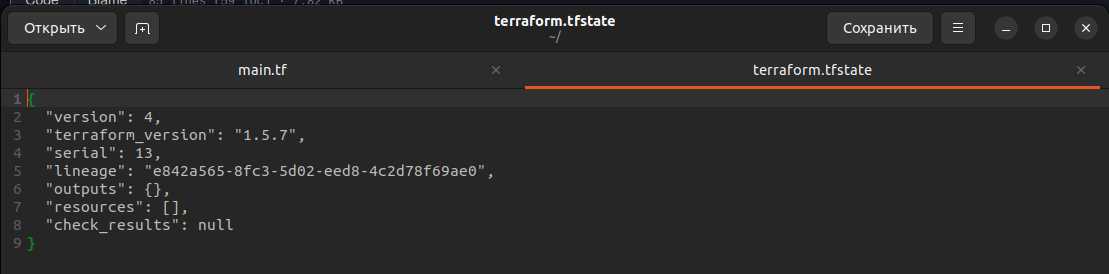 Code Blame 85 lines (59 loc) · 7.82 KB
Открыть terraform.tfstate Сохранить
~/
main.tf × terraform.tfstate ×
1 {
2 "version": 4,
3 "terraform_version": "1.5.7",
4 "serial": 13,
5 "lineage": "e842a565-8fc3-5d02-eed8-4c2d78f69ae0",
6 "outputs": {},
7 "resources": [],
8 "check_results": null
9 }